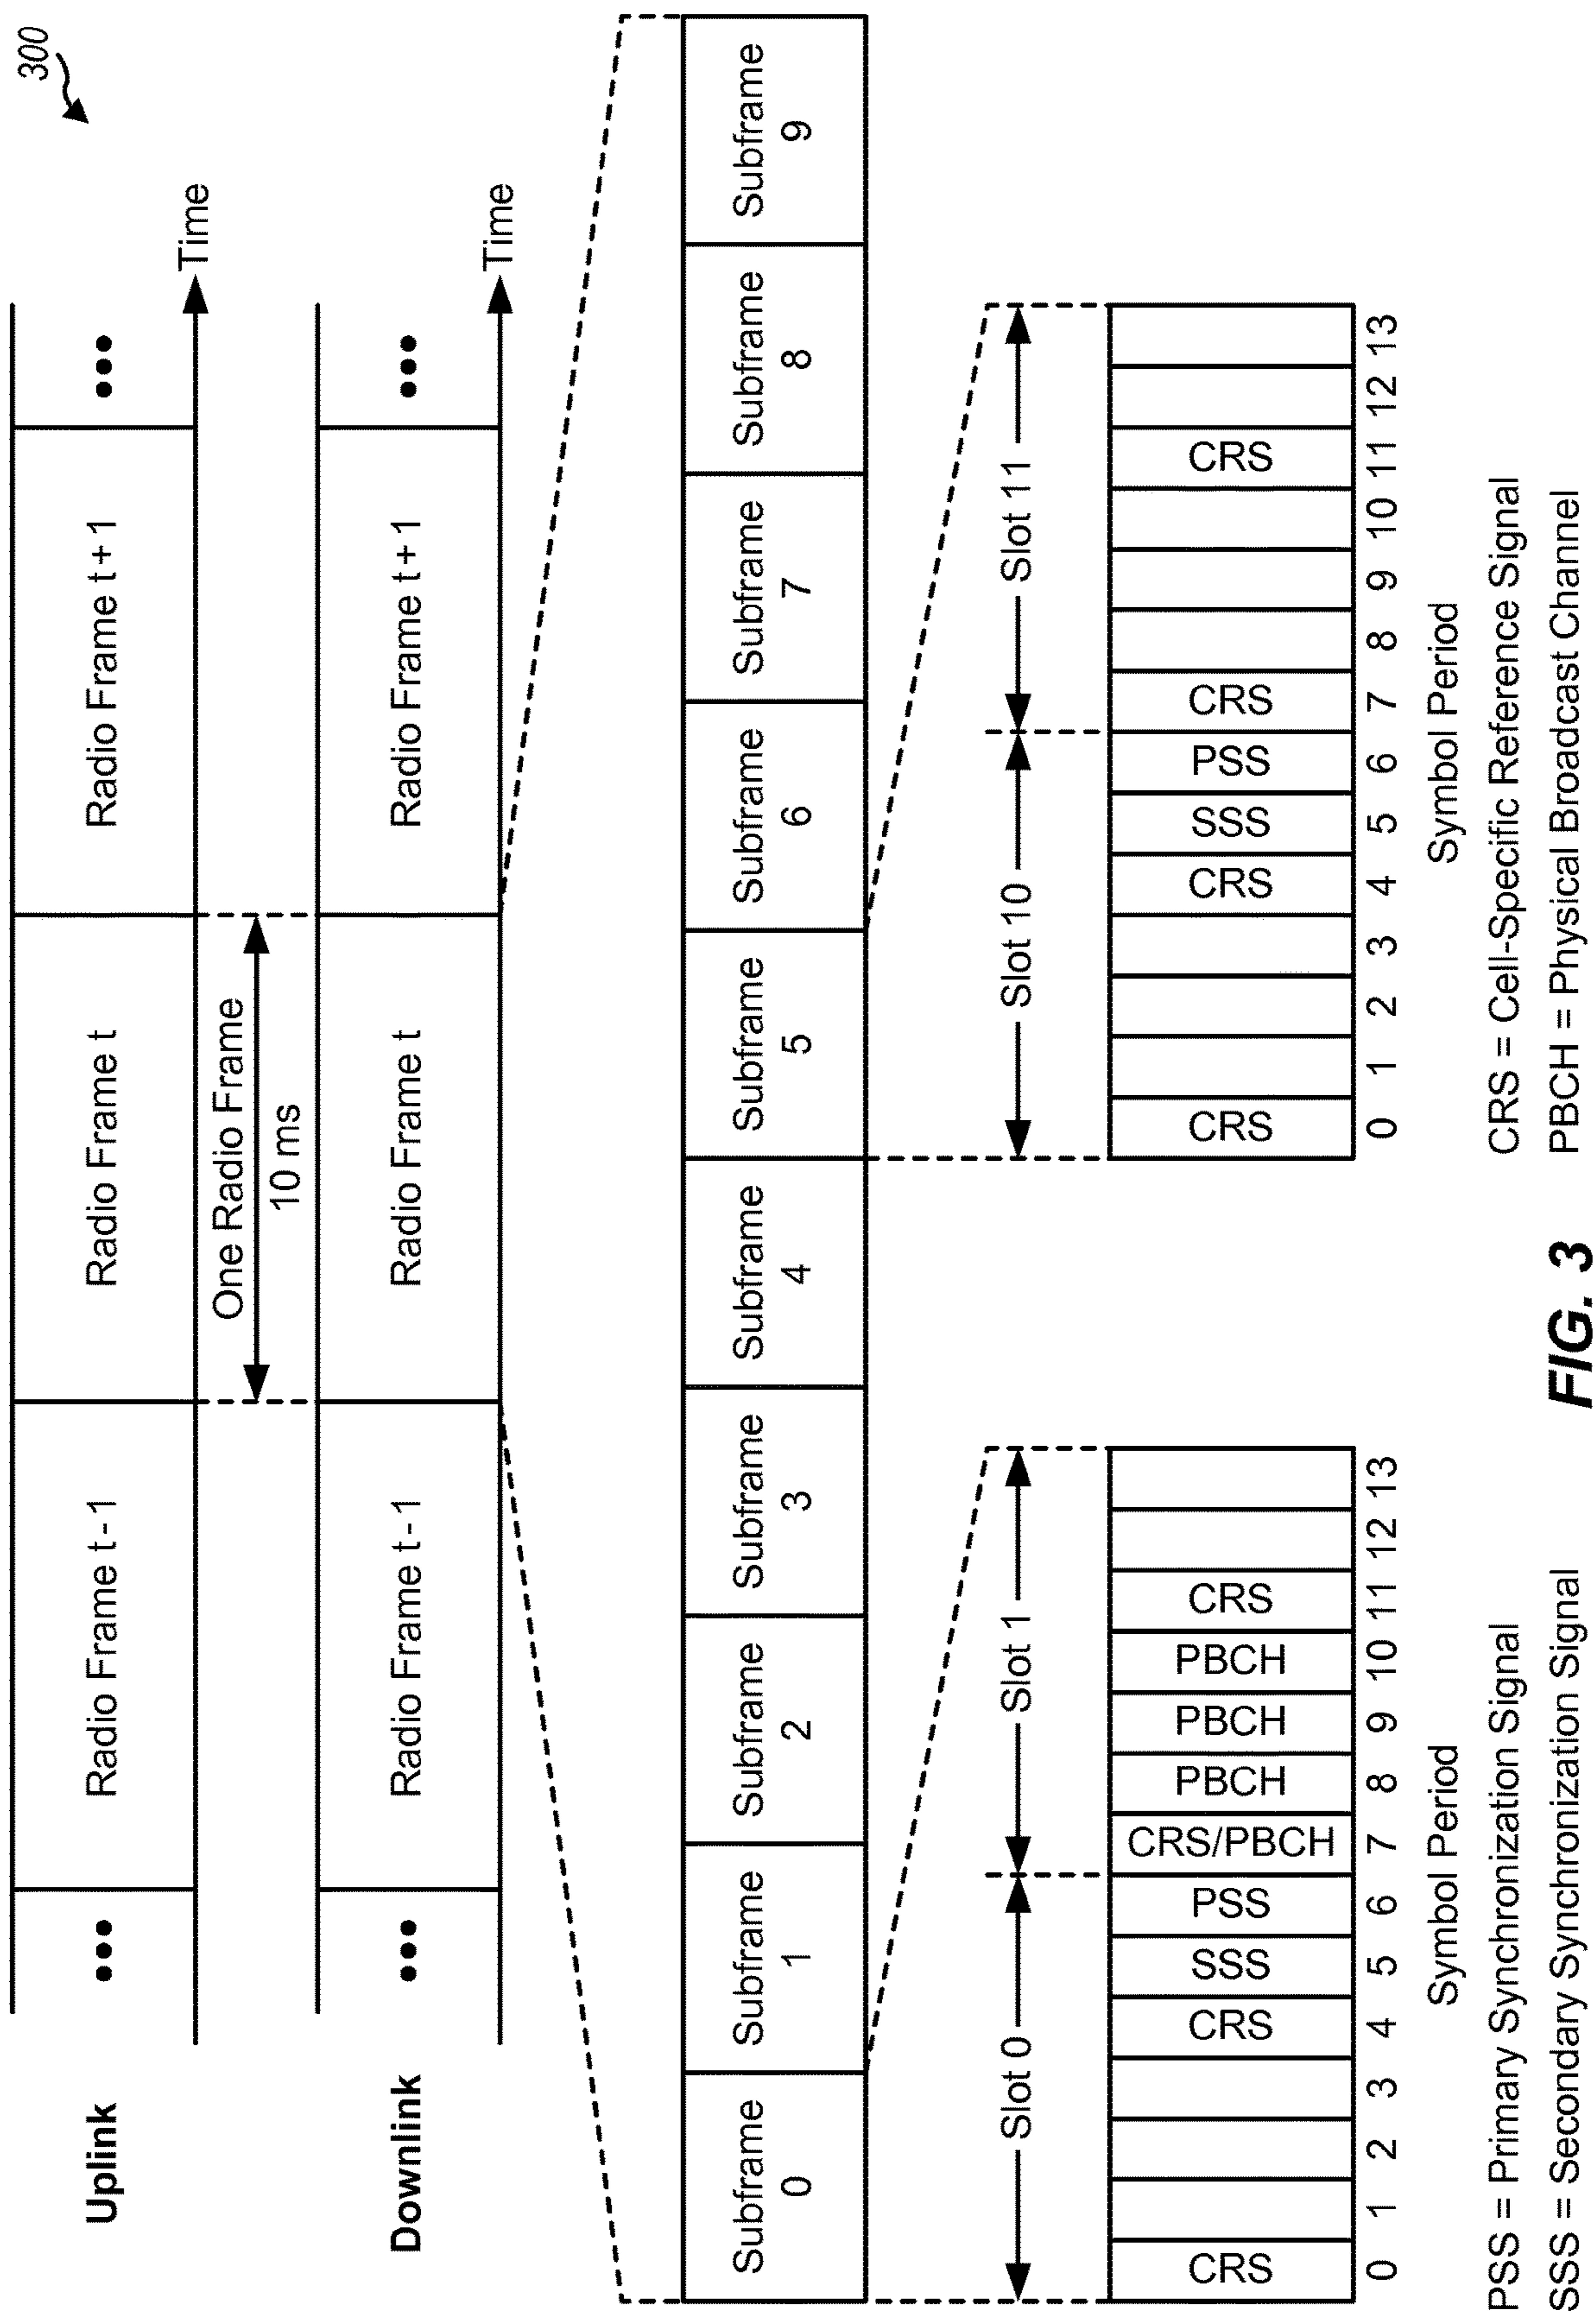 300
Uplink
••• Radio Frame t-1 Radio Frame t Radio Frame t+1 •••
Time
One Radio Frame
10 ms
Downlink
••• Radio Frame t-1 Radio Frame t Radio Frame t+1 •••
Time
Subframe 0
Subframe 1
Subframe 2
Subframe 3
Subframe 4
Subframe 5
Subframe 6
Subframe 7
Subframe 8
Subframe 9
Slot 0 Slot 1
CRS CRS SSS PSS CRS/PBCH PBCH PBCH PBCH CRS
0 1 2 3 4 5 6 7 8 9 10 11 12 13
Symbol Period
Slot 10 Slot 11
CRS CRS SSS PSS CRS CRS
0 1 2 3 4 5 6 7 8 9 10 11 12 13
Symbol Period
PSS = Primary Synchronization Signal
SSS = Secondary Synchronization Signal
CRS = Cell-Specific Reference Signal
PBCH = Physical Broadcast Channel
FIG. 3